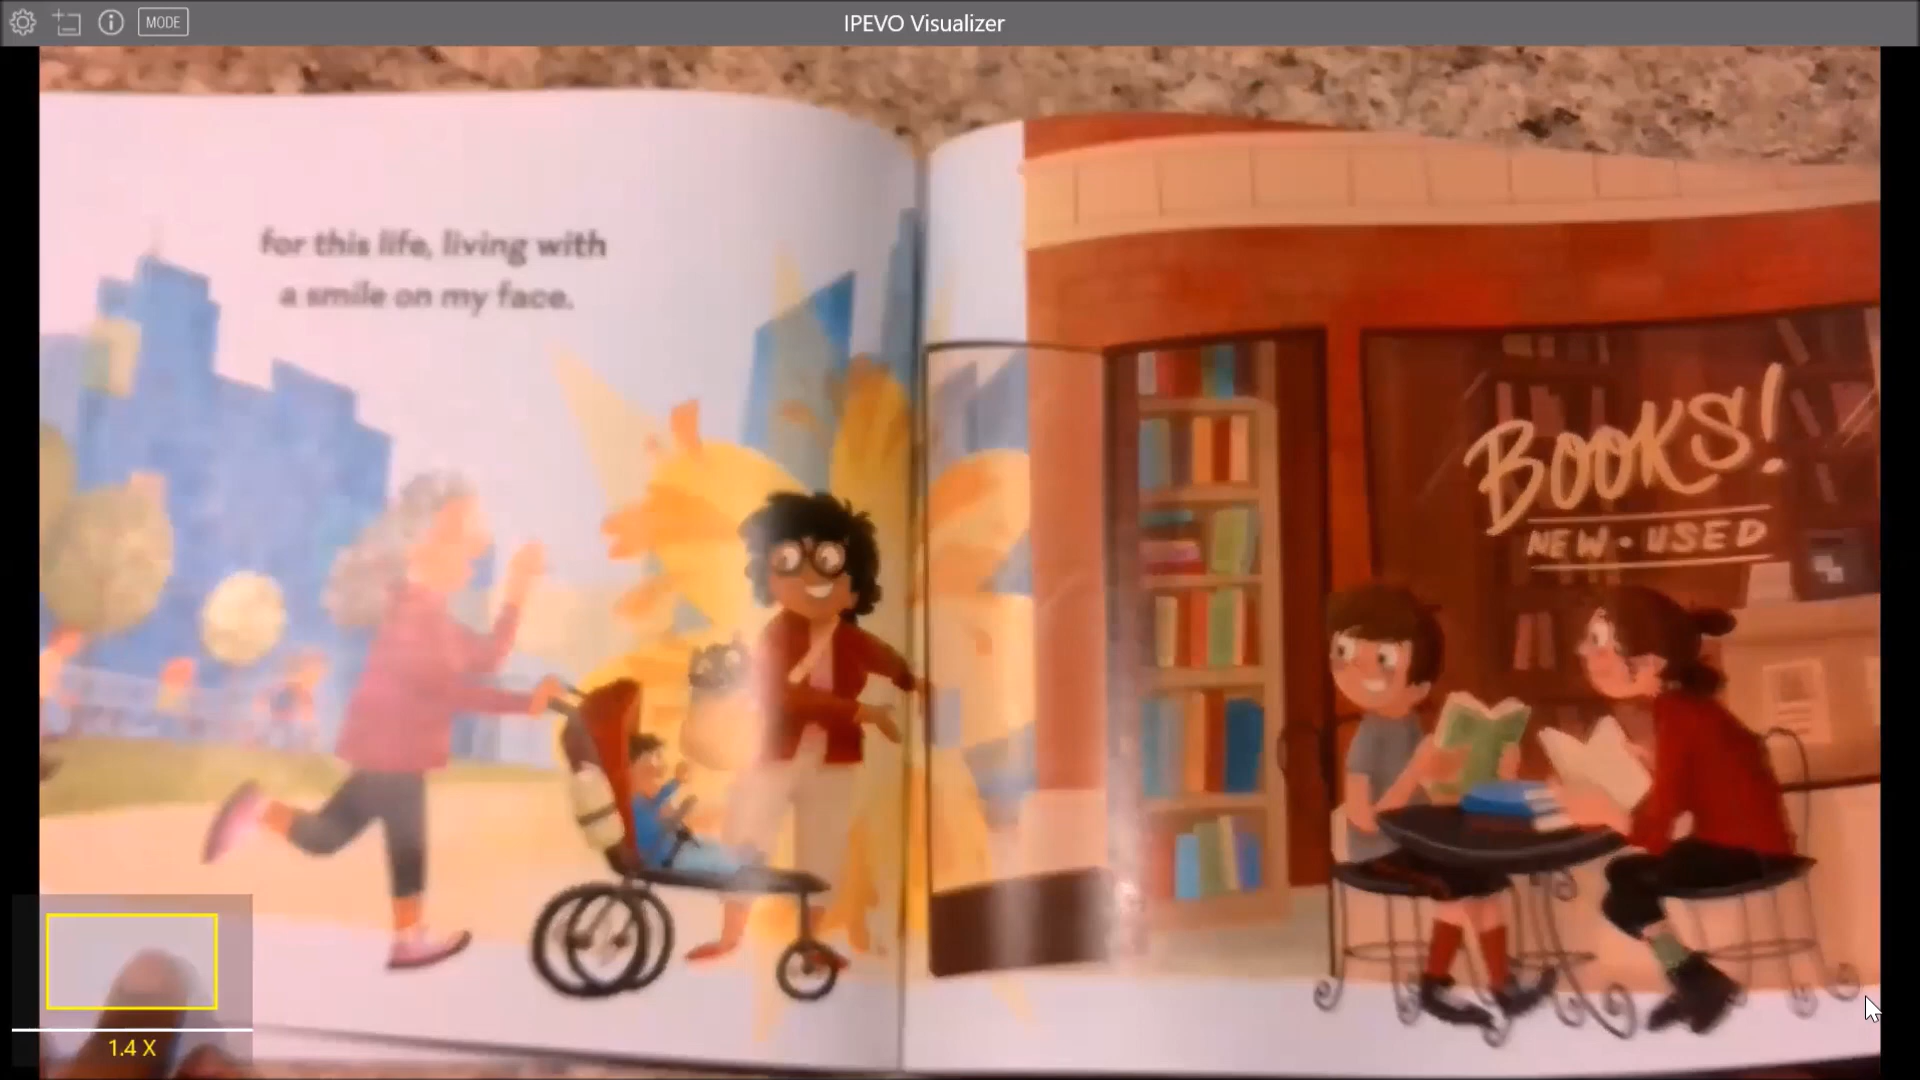 MODE
IPEVO Visualizer
for this life, living with
a smile on my face.
BOOKS!
NEW • USED
1.4 X